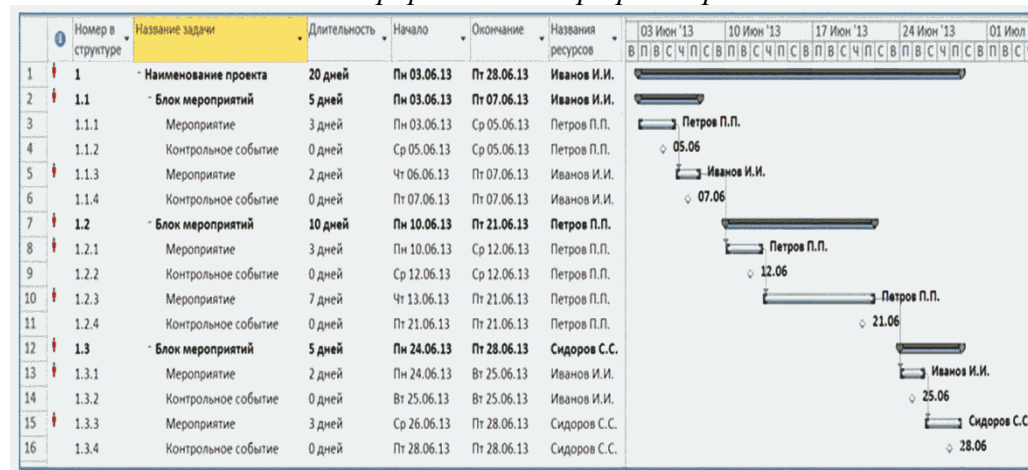 Номер в структуре Название задачи Длительность Начало Окончание Названия ресурсов 03 Июн '13 10 Июн '13 17 Июн '13 24 Июн '13 01 Июл
В П В С Ч П С В П В С Ч П С В П В С Ч П С В П В С Ч П С В П В С
1 1 - Наименование проекта 20 дней Пн 03.06.13 Пт 28.06.13 Иванов И.И.
2 1.1 - Блок мероприятий 5 дней Пн 03.06.13 Пт 07.06.13 Иванов И.И.
3 1.1.1 Мероприятие 3 дней Пн 03.06.13 Ср 05.06.13 Петров П.П. Петров П.П.
4 1.1.2 Контрольное событие 0 дней Ср 05.06.13 Ср 05.06.13 Петров П.П. 05.06
5 1.1.3 Мероприятие 2 дней Чт 06.06.13 Пт 07.06.13 Иванов И.И. Иванов И.И.
6 1.1.4 Контрольное событие 0 дней Пт 07.06.13 Пт 07.06.13 Иванов И.И. 07.06
7 1.2 - Блок мероприятий 10 дней Пн 10.06.13 Пт 21.06.13 Петров П.П.
8 1.2.1 Мероприятие 3 дней Пн 10.06.13 Ср 12.06.13 Петров П.П. Петров П.П.
9 1.2.2 Контрольное событие 0 дней Ср 12.06.13 Ср 12.06.13 Петров П.П. 12.06
10 1.2.3 Мероприятие 7 дней Чт 13.06.13 Пт 21.06.13 Петров П.П. Петров П.П.
11 1.2.4 Контрольное событие 0 дней Пт 21.06.13 Пт 21.06.13 Петров П.П. 21.06
12 1.3 - Блок мероприятий 5 дней Пн 24.06.13 Пт 28.06.13 Сидоров С.С.
13 1.3.1 Мероприятие 2 дней Пн 24.06.13 Вт 25.06.13 Иванов И.И. Иванов И.И.
14 1.3.2 Контрольное событие 0 дней Вт 25.06.13 Вт 25.06.13 Иванов И.И. 25.06
15 1.3.3 Мероприятие 3 дней Ср 26.06.13 Пт 28.06.13 Сидоров С.С. Сидоров С.С
16 1.3.4 Контрольное событие 0 дней Пт 28.06.13 Пт 28.06.13 Сидоров С.С. 28.06